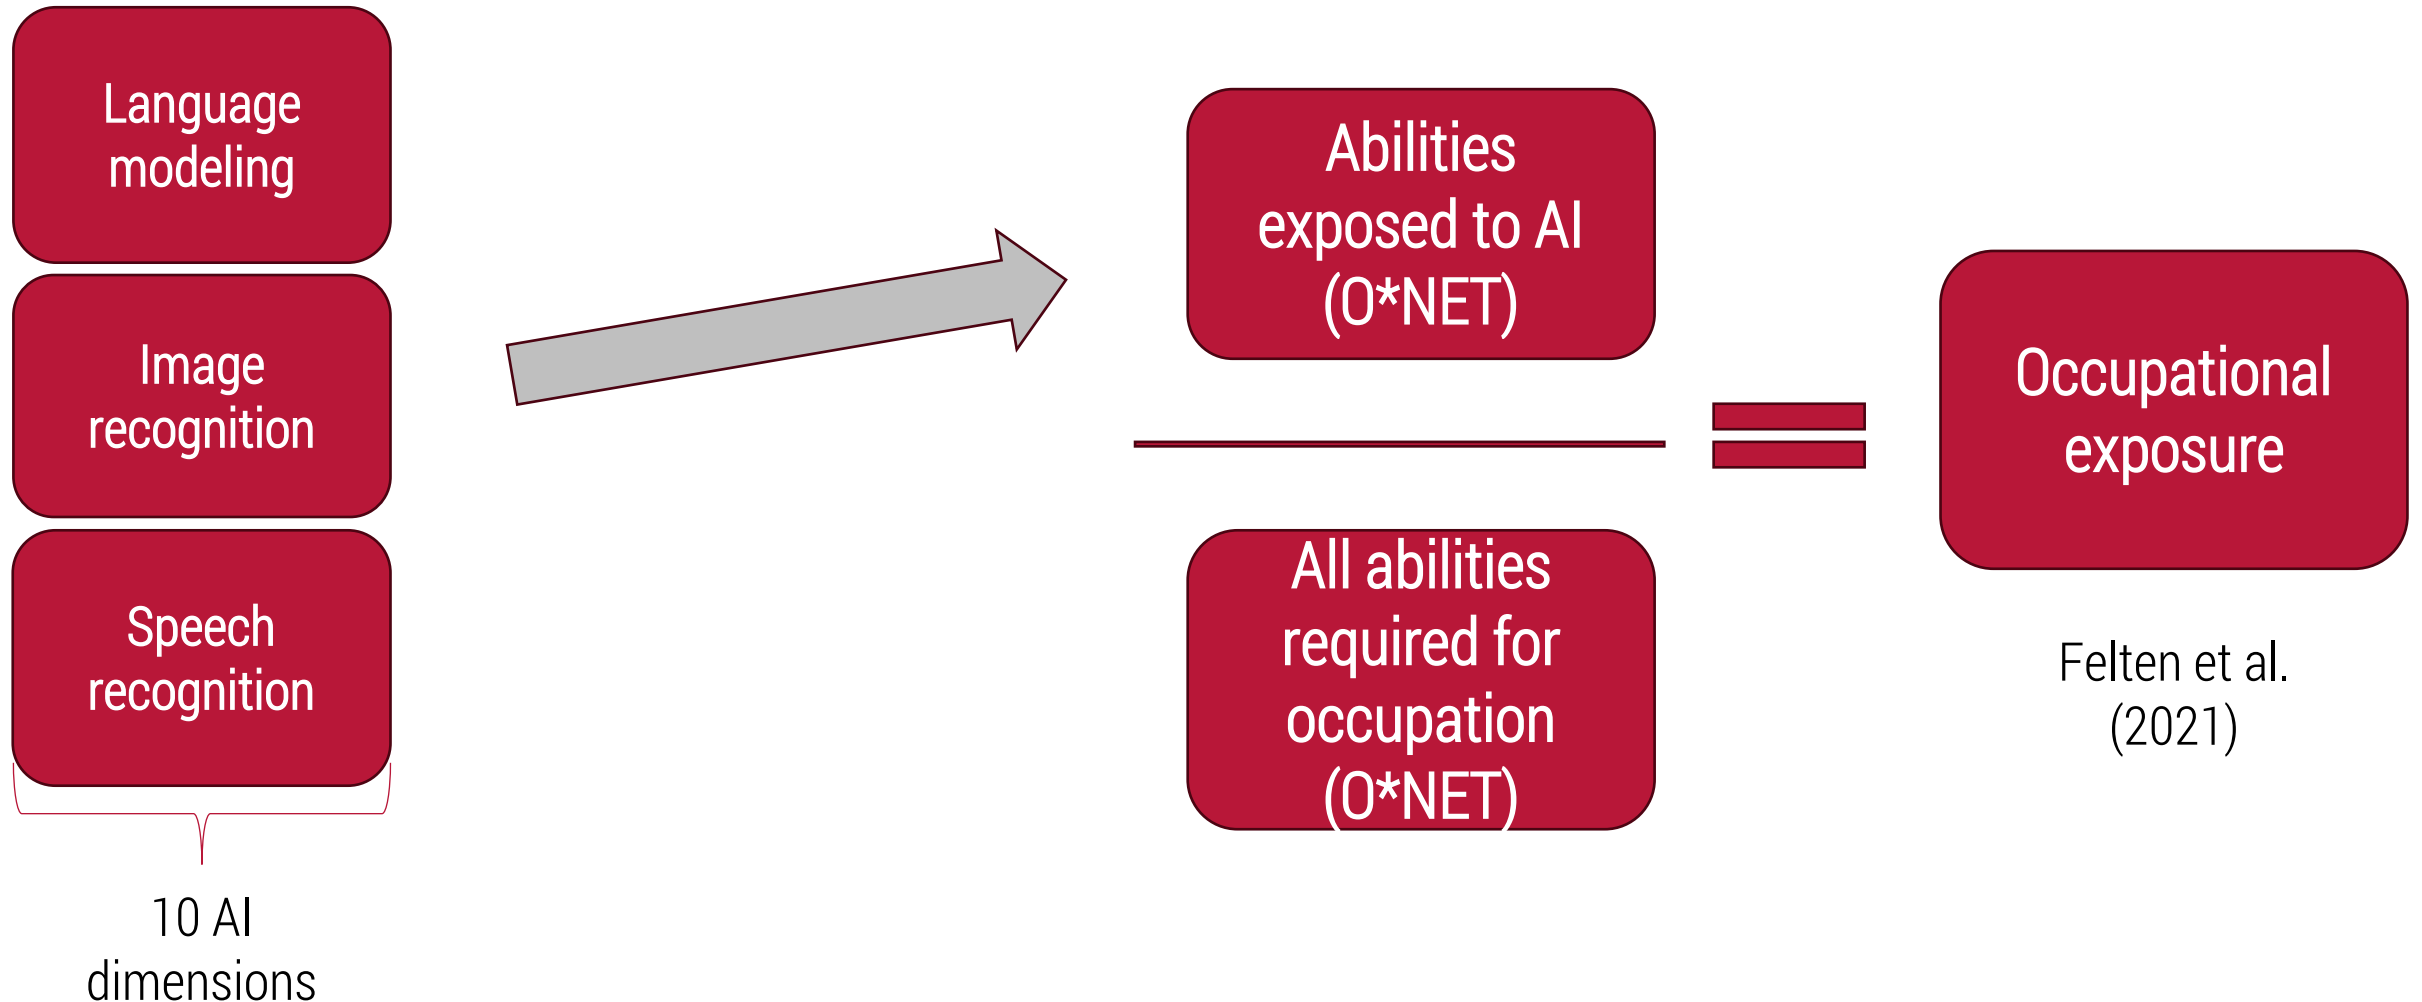 Language
modeling
Image
recognition
Speech
recognition
10 AI
dimensions
Abilities
exposed to AI
(O*NET)
All abilities
required for
occupation
(O*NET)
Occupational
exposure
Felten et al.
(2021)